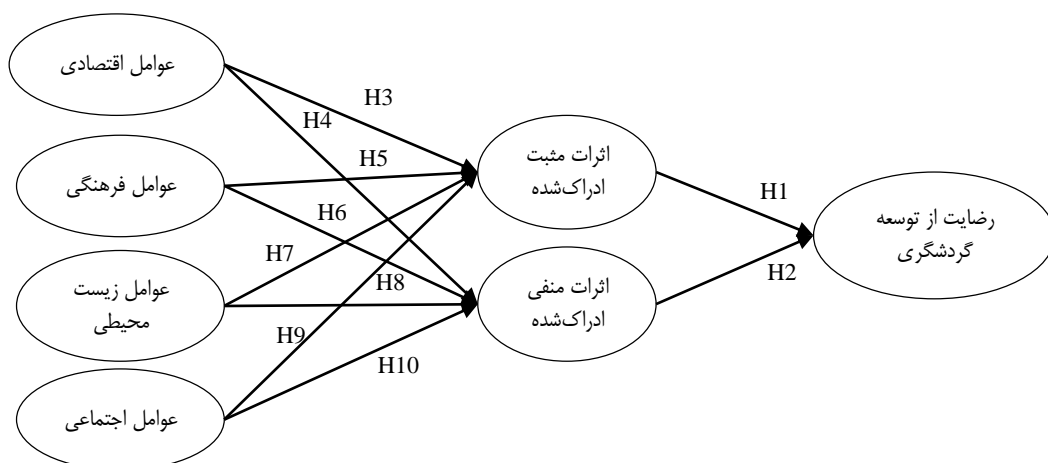 عوامل اقتصادی
H3
H4
اثرات مثبت
ادراک‌شده
H5
عوامل فرهنگی
H1
H6
رضایت از توسعه
گردشگری
H7
H2
H8
عوامل زیست
محیطی
اثرات منفی
ادراک‌شده
H9
H10
عوامل اجتماعی